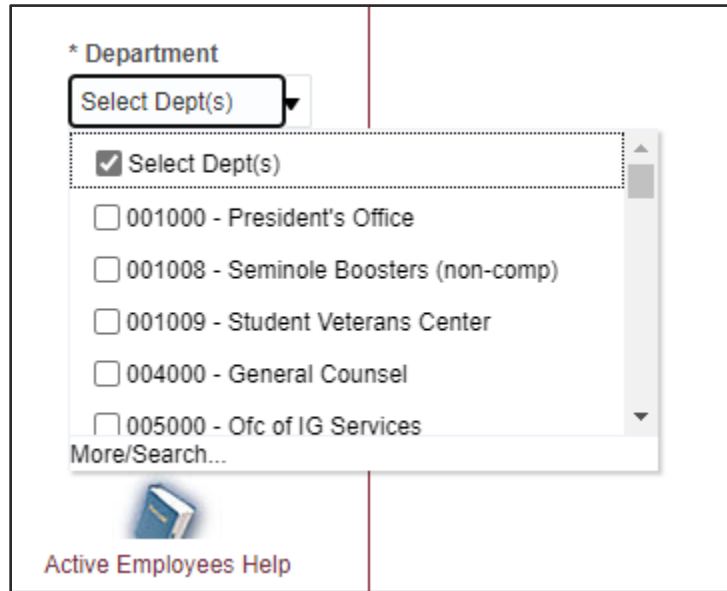 * Department
Select Dept(s)
Select Dept(s)
001000 - President's Office
001008 - Seminole Boosters (non-comp)
001009 - Student Veterans Center
004000 - General Counsel
005000 - Ofc of IG Services
More/Search...
Active Employees Help